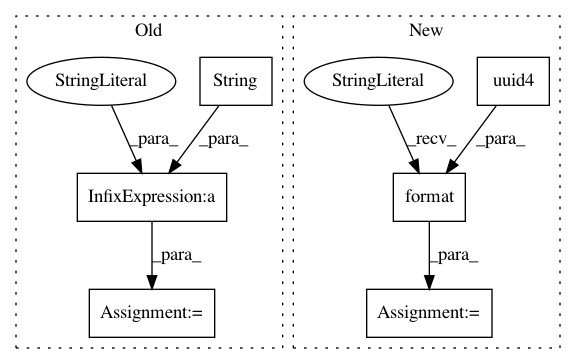 Old
New
StringLiteral
String
StringLiteral
uuid4
_para_
_para_
_recv_
_para_
InfixExpression:a
format
_para_
_para_
Assignment:=
Assignment:=